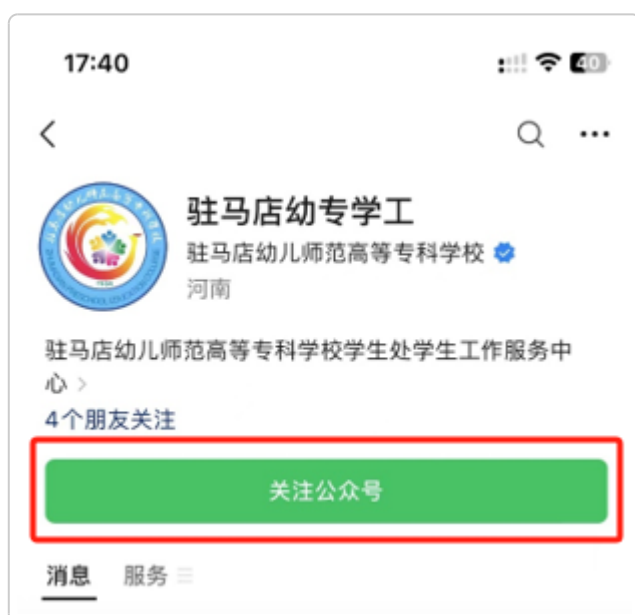 17:40
40
驻马店幼专学工
驻马店幼儿师范高等专科学校
河南
驻马店幼儿师范高等专科学校学生处学生工作服务中
心
4个朋友关注
关注公众号
消息 服务